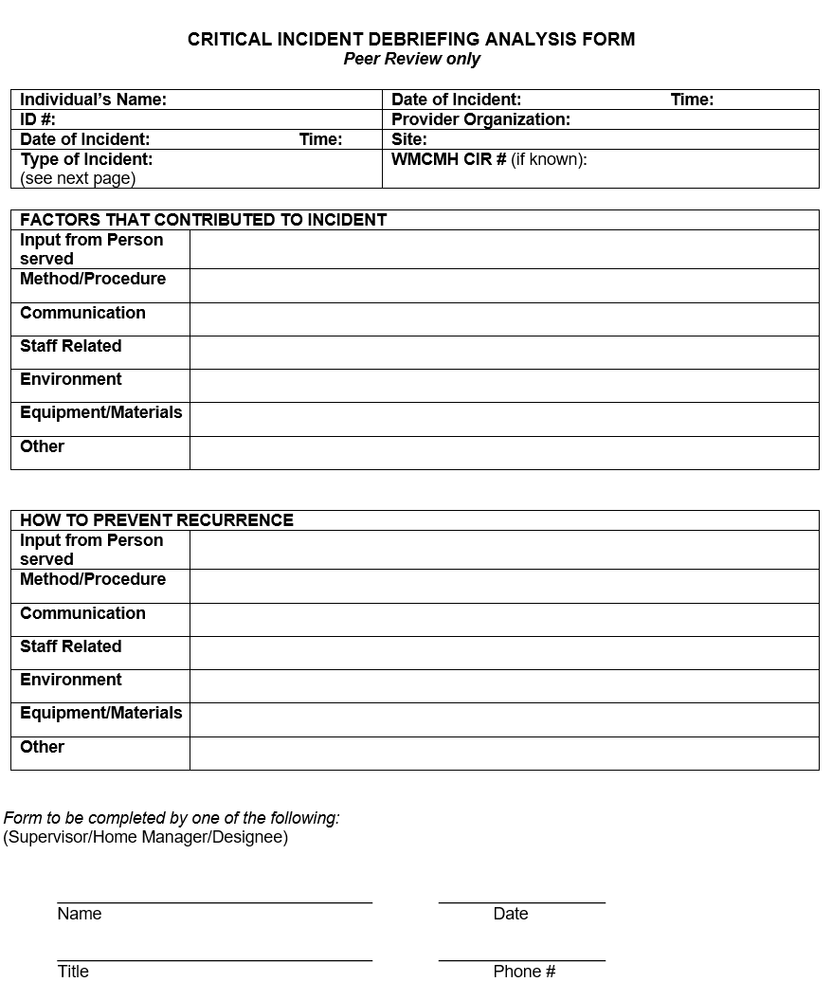 CRITICAL INCIDENT DEBRIEFING ANALYSIS FORM
Peer Review only
Individual's Name:
Date of Incident: Time:
ID #:
Provider Organization:
Date of Incident: Time:
Site:
Type of Incident:
(see next page)
WMCMH CIR # (if known):
FACTORS THAT CONTRIBUTED TO INCIDENT
Input from Person
served
Method/Procedure
Communication
Staff Related
Environment
Equipment/Materials
Other
HOW TO PREVENT RECURRENCE
Input from Person
served
Method/Procedure
Communication
Staff Related
Environment
Equipment/Materials
Other
Form to be completed by one of the following:
(Supervisor/Home Manager/Designee)
Name Date
Title Phone #